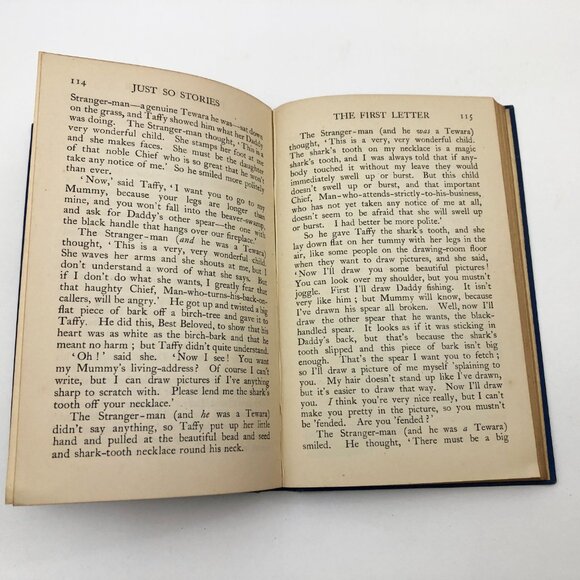 114
JUST SO STORIES
Stranger-man—a genuine Tewara he was—sat down
on the grass, and Taffy showed him what her Daddy
was doing. The Stranger-man thought, 'This is a
very wonderful child. She stamps her foot at me
and she makes faces. She must be the daughter
of that noble Chief who is so great that he won't
take any notice of me.' So he smiled more politely
than ever.
'Now,' said Taffy, 'I want you to go to my
Mummy, because your legs are longer than
mine, and you won't fall into the beaver-swamp,
and ask for Daddy's other spear—the one with
the black handle that hangs over our fireplace.'
The Stranger-man (and he was a Tewara)
thought, 'This is a very, very wonderful child.
She waves her arms and she shouts at me, but I
don't understand a word of what she says. But
if I don't do what she wants, I greatly fear that
that haughty Chief, Man-who-turns-his-back-on-
callers, will be angry.' He got up and twisted a big
flat piece of bark off a birch-tree and gave it to
Taffy. He did this, Best Beloved, to show that his
heart was as white as the birch-bark and that he
meant no harm; but Taffy didn't quite understand.
'Oh!' said she. 'Now I see! You want
my Mummy's living-address? Of course I can't
write, but I can draw pictures if I've anything
sharp to scratch with. Please lend me the shark's
tooth off your necklace.'
The Stranger-man (and he was a Tewara)
didn't say anything, so Taffy put up her little
hand and pulled at the beautiful bead and seed
and shark-tooth necklace round his neck.
THE FIRST LETTER
115
The Stranger-man (and he was a Tewara)
thought, 'This is a very, very, very wonderful child.
The shark's tooth on my necklace is a magic
shark's tooth, and I was always told that if any-
body touched it without my leave they would
immediately swell up or burst. But this child
doesn't swell up or burst, and that important
Chief, Man-who-attends-strictly-to-his-business,
who has not yet taken any notice of me at all,
doesn't seem to be afraid that she will swell up
or burst. I had better be more polite.'
So he gave Taffy the shark's tooth, and she
lay down flat on her tummy with her legs in the
air, like some people on the drawing-room floor
when they want to draw pictures, and she said,
'Now I'll draw you some beautiful pictures!
You can look over my shoulder, but you mustn't
joggle. First I'll draw Daddy fishing. It isn't
very like him; but Mummy will know, because
I've drawn his spear all broken. Well, now I'll
draw the other spear that he wants, the black-
handled spear. It looks as if it was sticking in
Daddy's back, but that's because the shark's
tooth slipped and this piece of bark isn't big
enough. That's the spear I want you to fetch;
so I'll draw a picture of me myself 'splaining to
you. My hair doesn't stand up like I've drawn,
but it's easier to draw that way. Now I'll draw
you. I think you're very nice really, but I can't
make you pretty in the picture, so you mustn't
be 'fended. Are you 'fended?'
The Stranger-man (and he was a Tewara)
smiled. He thought, 'There must be a big